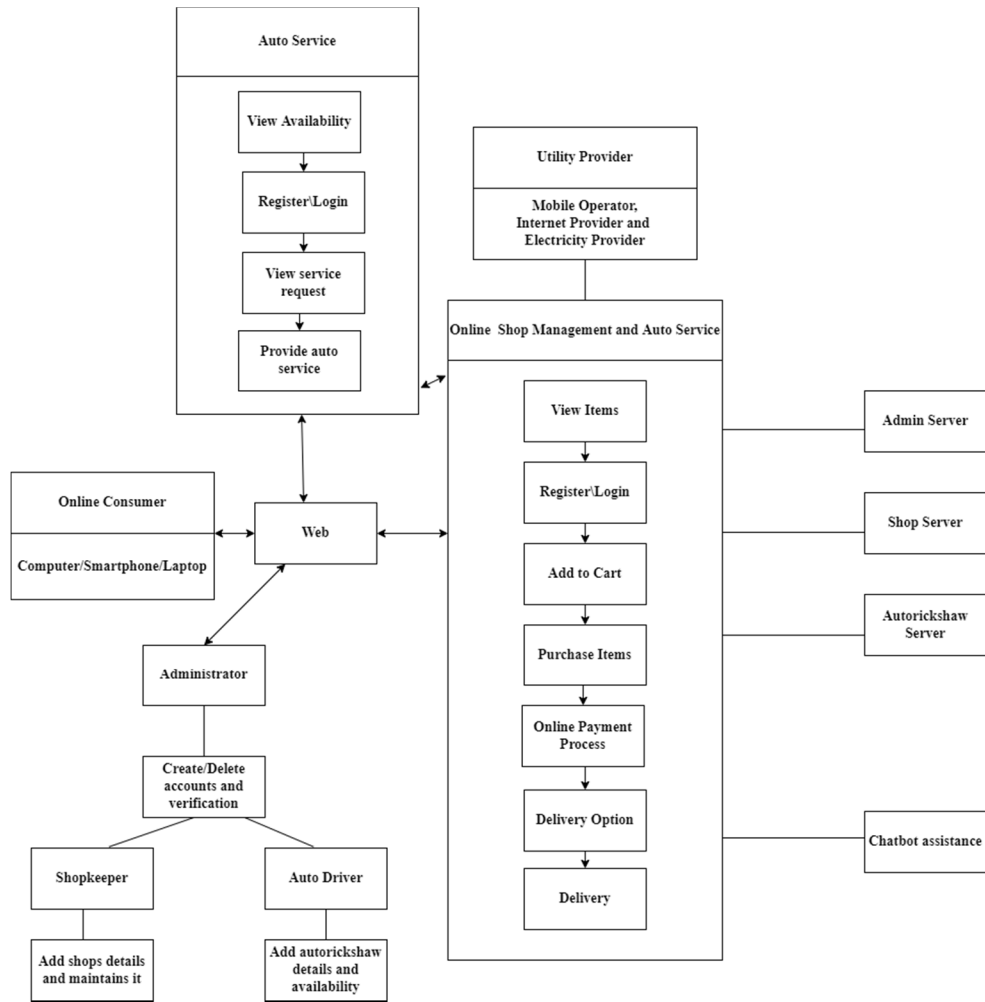 Auto Service
View Availability
Register\Login
View service
request
Provide auto
service
Utility Provider
Mobile Operator,
Internet Provider and
Electricity Provider
Online Shop Management and Auto Service
View Items
Register\Login
Add to Cart
Purchase Items
Online Payment
Process
Delivery Option
Delivery
Admin Server
Shop Server
Autorickshaw
Server
Chatbot assistance
Online Consumer
Computer/Smartphone/Laptop
Web
Administrator
Create/Delete
accounts and
verification
Shopkeeper
Add shops details
and maintains it
Auto Driver
Add autorickshaw
details and
availability